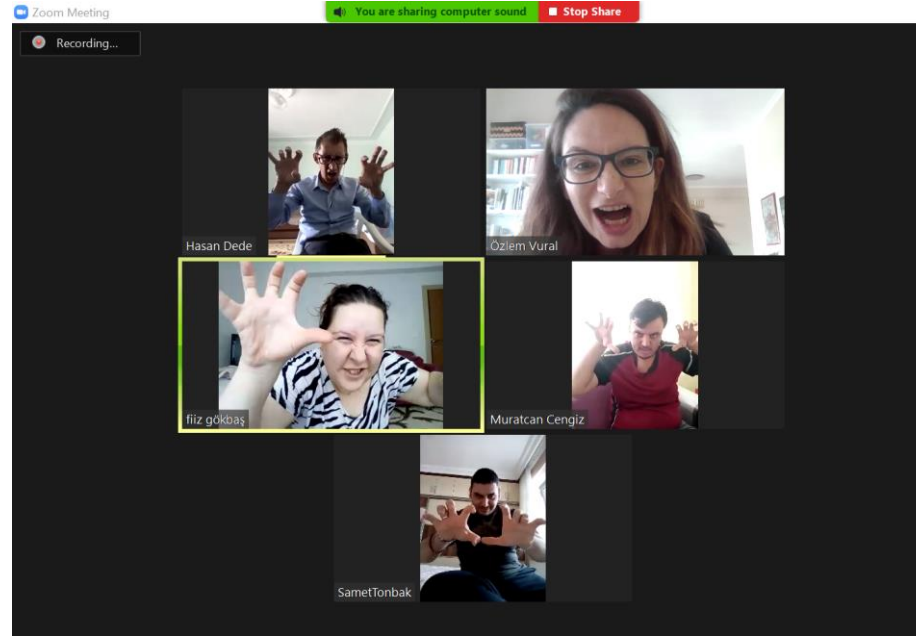 Zoom Meeting
You are sharing computer sound
Stop Share
Recording...
Hasan Dede
Özlem Vural
fiiz gökbaş
Muratcan Cengiz
SametTonbak